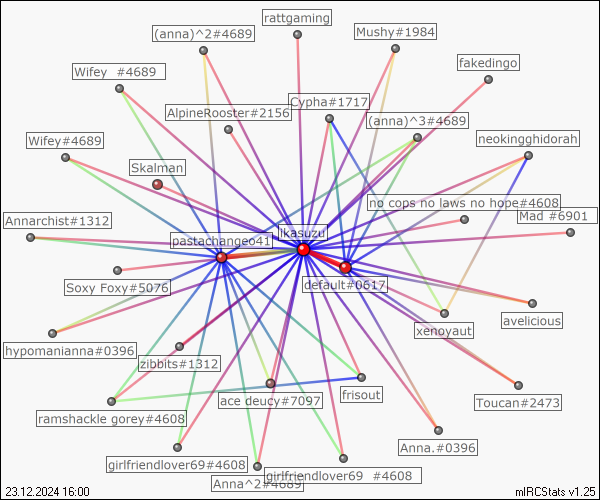 rattgaming
(anna)^2#4689
Mushy#1984
fakedingo
Wifey  #4689
Cypha#1717
AlpineRooster#2156
(anna)^3#4689
Wifey#4689
neokingghidorah
Skalman
no cops no laws no hope#4608
Mad #6901
Annarchist#1312
ikasuzu
pastachangeo41
Soxy Foxy#5076
default#0617
avelicious
xenoyaut
hypomanianna#0396
zibbits#1312
ace deucy#7097
frisout
Toucan#2473
ramshackle gorey#4608
Anna.#0396
girlfriendlover69#4608
girlfriendlover69  #4608
Anna^2#4689
23.12.2024 16:00
mIRCStats v1.25